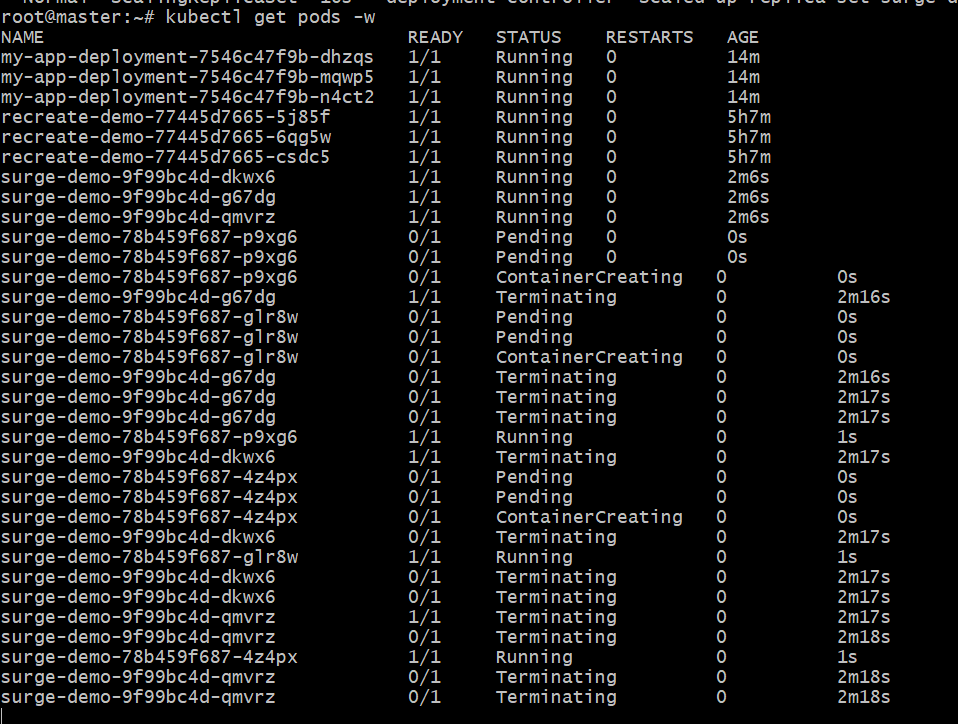 root@master:~# kubectl get pods -w
NAME READY STATUS RESTARTS AGE
my-app-deployment-7546c47f9b-dhzqs 1/1 Running 0 14m
my-app-deployment-7546c47f9b-mqwp5 1/1 Running 0 14m
my-app-deployment-7546c47f9b-n4ct2 1/1 Running 0 14m
recreate-demo-77445d7665-5j85f 1/1 Running 0 5h7m
recreate-demo-77445d7665-6qg5w 1/1 Running 0 5h7m
recreate-demo-77445d7665-csdc5 1/1 Running 0 5h7m
surge-demo-9f99bc4d-dkwx6 1/1 Running 0 2m6s
surge-demo-9f99bc4d-g67dg 1/1 Running 0 2m6s
surge-demo-9f99bc4d-qmvrz 1/1 Running 0 2m6s
surge-demo-78b459f687-p9xg6 0/1 Pending 0 0s
surge-demo-78b459f687-p9xg6 0/1 Pending 0 0s
surge-demo-78b459f687-p9xg6 0/1 ContainerCreating 0 0s
surge-demo-9f99bc4d-g67dg 1/1 Terminating 0 2m16s
surge-demo-78b459f687-glr8w 0/1 Pending 0 0s
surge-demo-78b459f687-glr8w 0/1 Pending 0 0s
surge-demo-78b459f687-glr8w 0/1 ContainerCreating 0 0s
surge-demo-9f99bc4d-g67dg 0/1 Terminating 0 2m16s
surge-demo-9f99bc4d-g67dg 0/1 Terminating 0 2m17s
surge-demo-9f99bc4d-g67dg 0/1 Terminating 0 2m17s
surge-demo-78b459f687-p9xg6 1/1 Running 0 1s
surge-demo-9f99bc4d-dkwx6 1/1 Terminating 0 2m17s
surge-demo-78b459f687-4z4px 0/1 Pending 0 0s
surge-demo-78b459f687-4z4px 0/1 Pending 0 0s
surge-demo-78b459f687-4z4px 0/1 ContainerCreating 0 0s
surge-demo-9f99bc4d-dkwx6 0/1 Terminating 0 2m17s
surge-demo-78b459f687-glr8w 1/1 Running 0 1s
surge-demo-9f99bc4d-dkwx6 0/1 Terminating 0 2m17s
surge-demo-9f99bc4d-dkwx6 0/1 Terminating 0 2m17s
surge-demo-9f99bc4d-qmvrz 1/1 Terminating 0 2m17s
surge-demo-9f99bc4d-qmvrz 0/1 Terminating 0 2m18s
surge-demo-78b459f687-4z4px 1/1 Running 0 1s
surge-demo-9f99bc4d-qmvrz 0/1 Terminating 0 2m18s
surge-demo-9f99bc4d-qmvrz 0/1 Terminating 0 2m18s